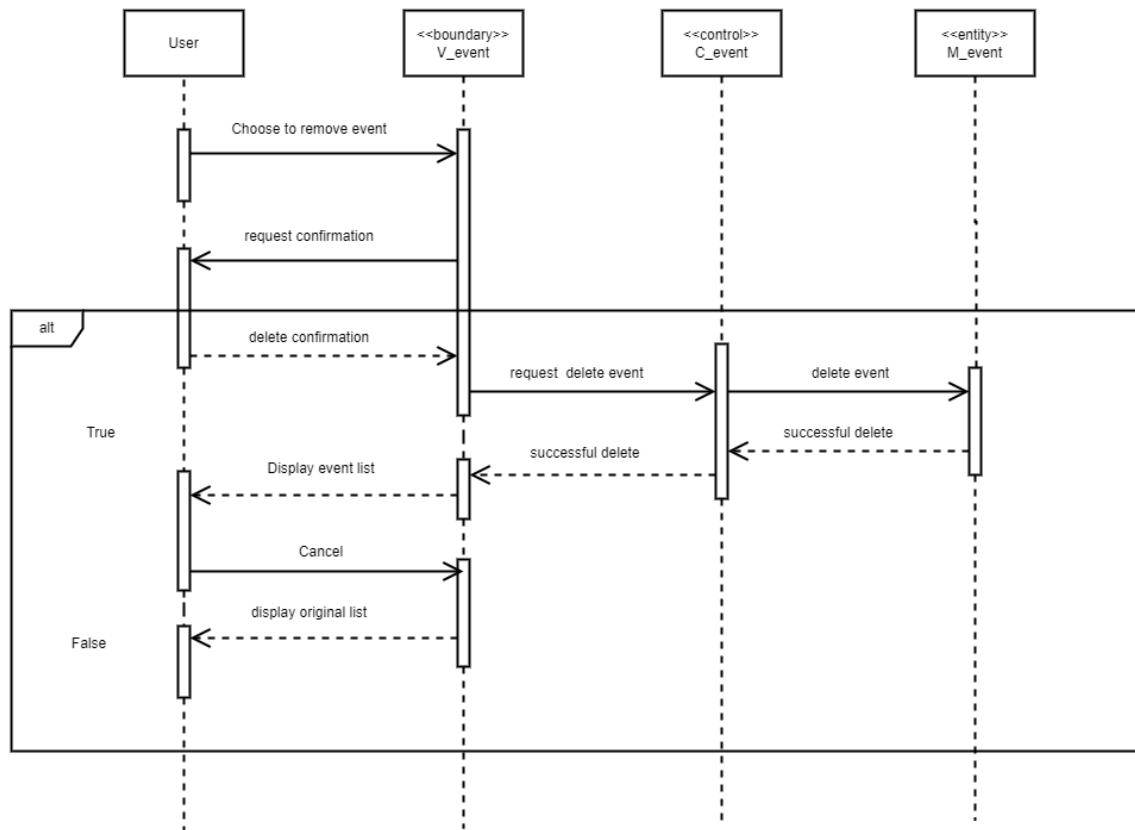 User
<<boundary>>
V_event
<<control>>
C_event
<<entity>>
M_event
Choose to remove event
request confirmation
alt
delete confirmation
request delete event
delete event
True
successful delete
successful delete
Display event list
Cancel
display original list
False